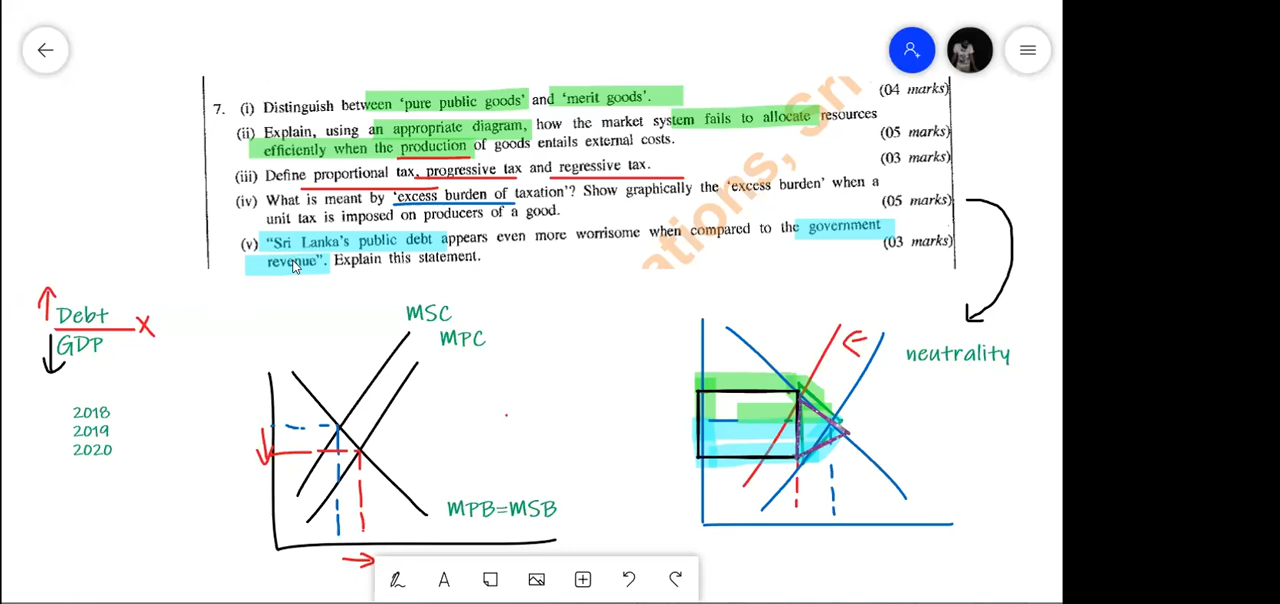 7. (i) Distinguish between 'pure public goods' and 'merit goods'. (04 marks)
(ii) Explain, using an appropriate diagram, how the market system fails to allocate resources
efficiently when the production of goods entails external costs. (05 marks)
(iii) Define proportional tax, progressive tax and regressive tax. (03 marks)
(iv) What is meant by 'excess burden of taxation'? Show graphically the 'excess burden' when a
unit tax is imposed on producers of a good. (05 marks)
(v) "Sri Lanka's public debt appears even more worrisome when compared to the government
revenue". Explain this statement. (03 marks)
ations, Sri
Debt
GDP
X
2018
2019
2020
MSC
MPC
MPB=MSB
neutrality
A